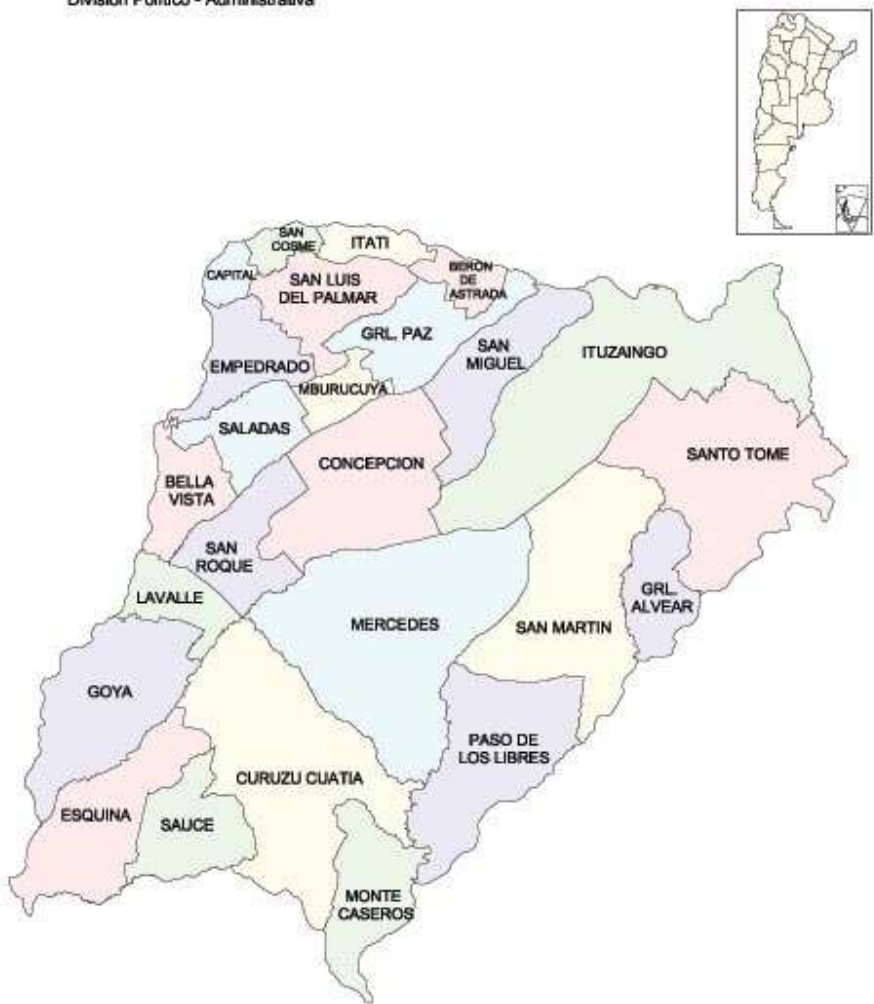 División Político - Administrativa
SAN
COSME
ITATI
CAPITAL
SAN LUIS
DEL PALMAR
BERON
DE
ASTRADA
GRL. PAZ
SAN
MIGUEL
ITUZAINGO
EMPEDRADO
MBURUCUYA
SALADAS
CONCEPCION
SANTO TOME
BELLA
VISTA
SAN
ROQUE
GRL.
ALVEAR
LAVALLE
MERCEDES
SAN MARTIN
GOYA
PASO DE
LOS LIBRES
CURUZU CUATIA
ESQUINA
SAUCE
MONTE
CASEROS